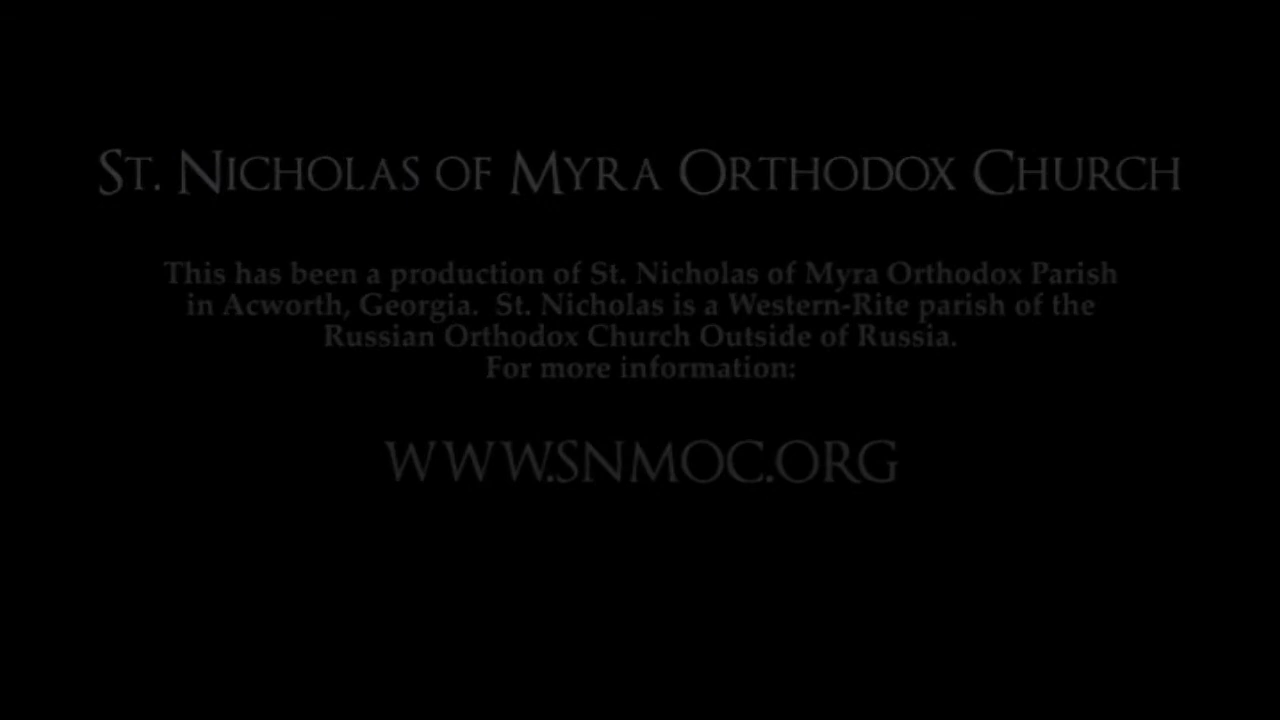 St. Nicholas of Myra Orthodox Church
This has been a production of St. Nicholas of Myra Orthodox Parish
in Acworth, Georgia.  St. Nicholas is a Western-Rite parish of the
Russian Orthodox Church Outside of Russia.
For more information:
WWW.SNMOC.ORG